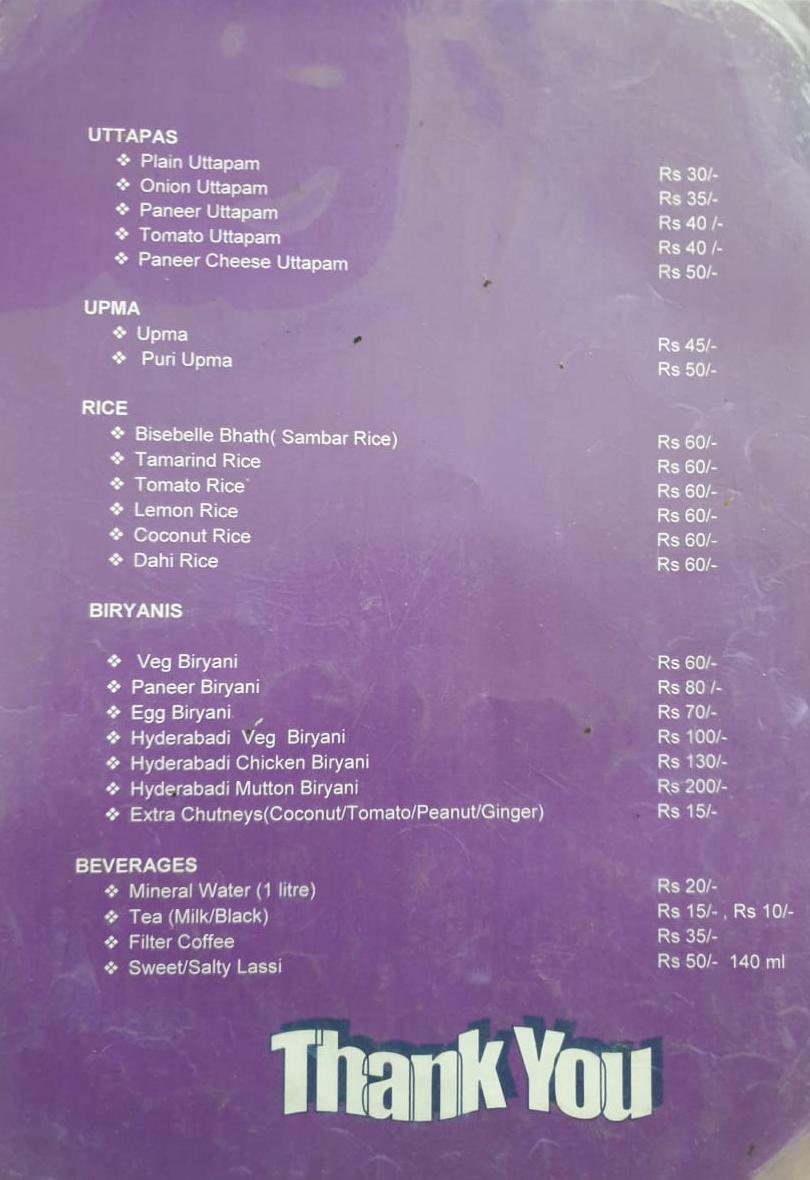 UTTAPAS
❖ Plain Uttapam Rs 30/-
❖ Onion Uttapam Rs 35/-
❖ Paneer Uttapam Rs 40 /-
❖ Tomato Uttapam Rs 40 /-
❖ Paneer Cheese Uttapam Rs 50/-
UPMA
❖ Upma Rs 45/-
❖ Puri Upma Rs 50/-
RICE
❖ Bisebelle Bhath( Sambar Rice) Rs 60/-
❖ Tamarind Rice Rs 60/-
❖ Tomato Rice Rs 60/-
❖ Lemon Rice Rs 60/-
❖ Coconut Rice Rs 60/-
❖ Dahi Rice Rs 60/-
BIRYANIS
❖ Veg Biryani Rs 60/-
❖ Paneer Biryani Rs 80 /-
❖ Egg Biryani Rs 70/-
❖ Hyderabadi Veg Biryani Rs 100/-
❖ Hyderabadi Chicken Biryani Rs 130/-
❖ Hyderabadi Mutton Biryani Rs 200/-
❖ Extra Chutneys(Coconut/Tomato/Peanut/Ginger) Rs 15/-
BEVERAGES
❖ Mineral Water (1 litre) Rs 20/-
❖ Tea (Milk/Black) Rs 15/- , Rs 10/-
❖ Filter Coffee Rs 35/-
❖ Sweet/Salty Lassi Rs 50/- 140 ml
Thank You